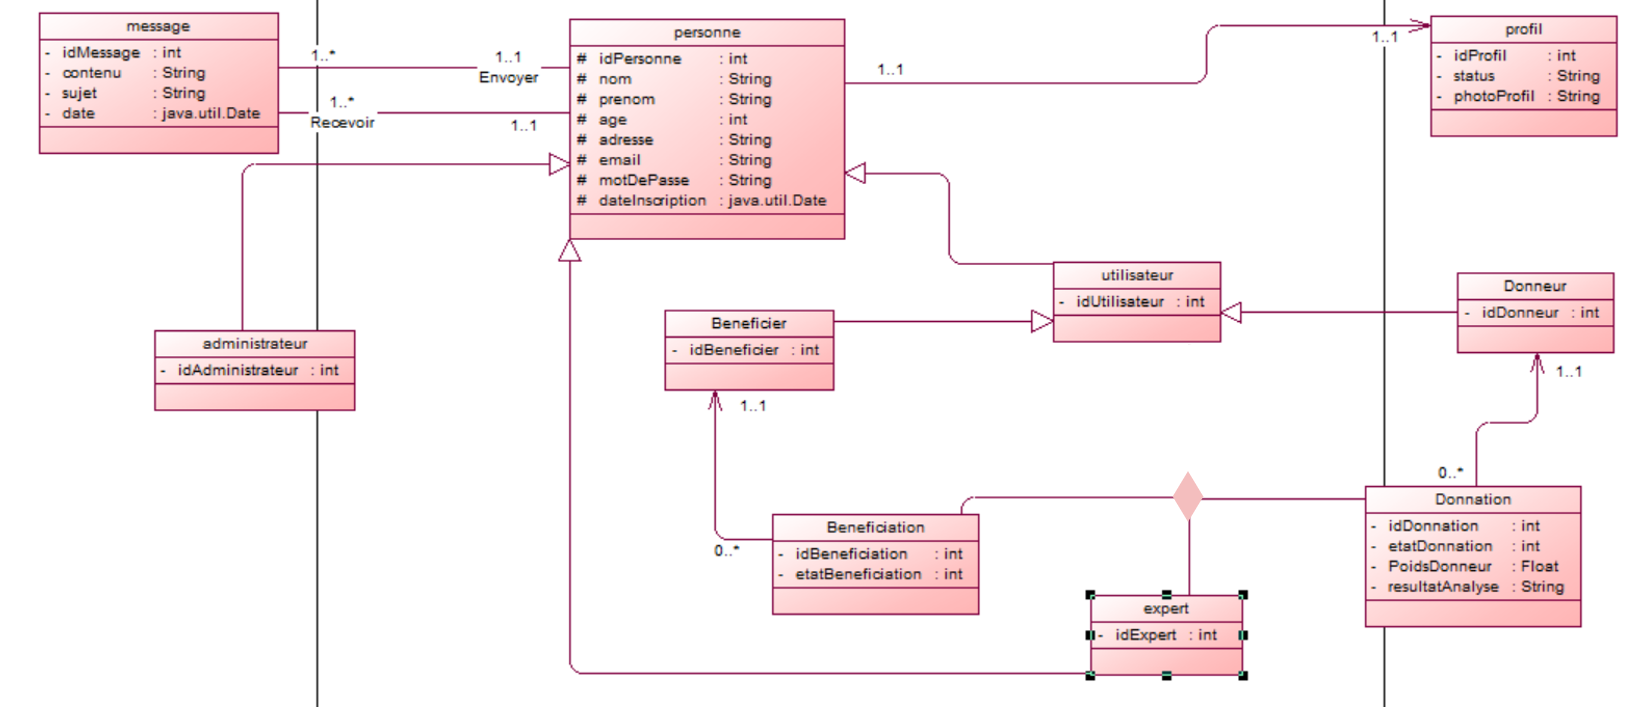 message
- idMessage : int
- contenu : String
- sujet : String
- date : java.util.Date
1..*
1..1
Envoyer
1..*
Recevoir
1..1
personne
# idPersonne : int
# nom : String
# prenom : String
# age : int
# adresse : String
# email : String
# motDePasse : String
# dateInscription : java.util.Date
1..1
1..1
profil
- idProfil : int
- status : String
- photoProfil : String
utilisateur
- idUtilisateur : int
Donneur
- idDonneur : int
Beneficier
- idBeneficier : int
administrateur
- idAdministrateur : int
1..1
1..1
0..*
0..*
Beneficiation
- idBeneficiation : int
- etatBeneficiation : int
Donnation
- idDonnation : int
- etatDonnation : int
- PoidsDonneur : Float
- resultatAnalyse : String
expert
- idExpert : int